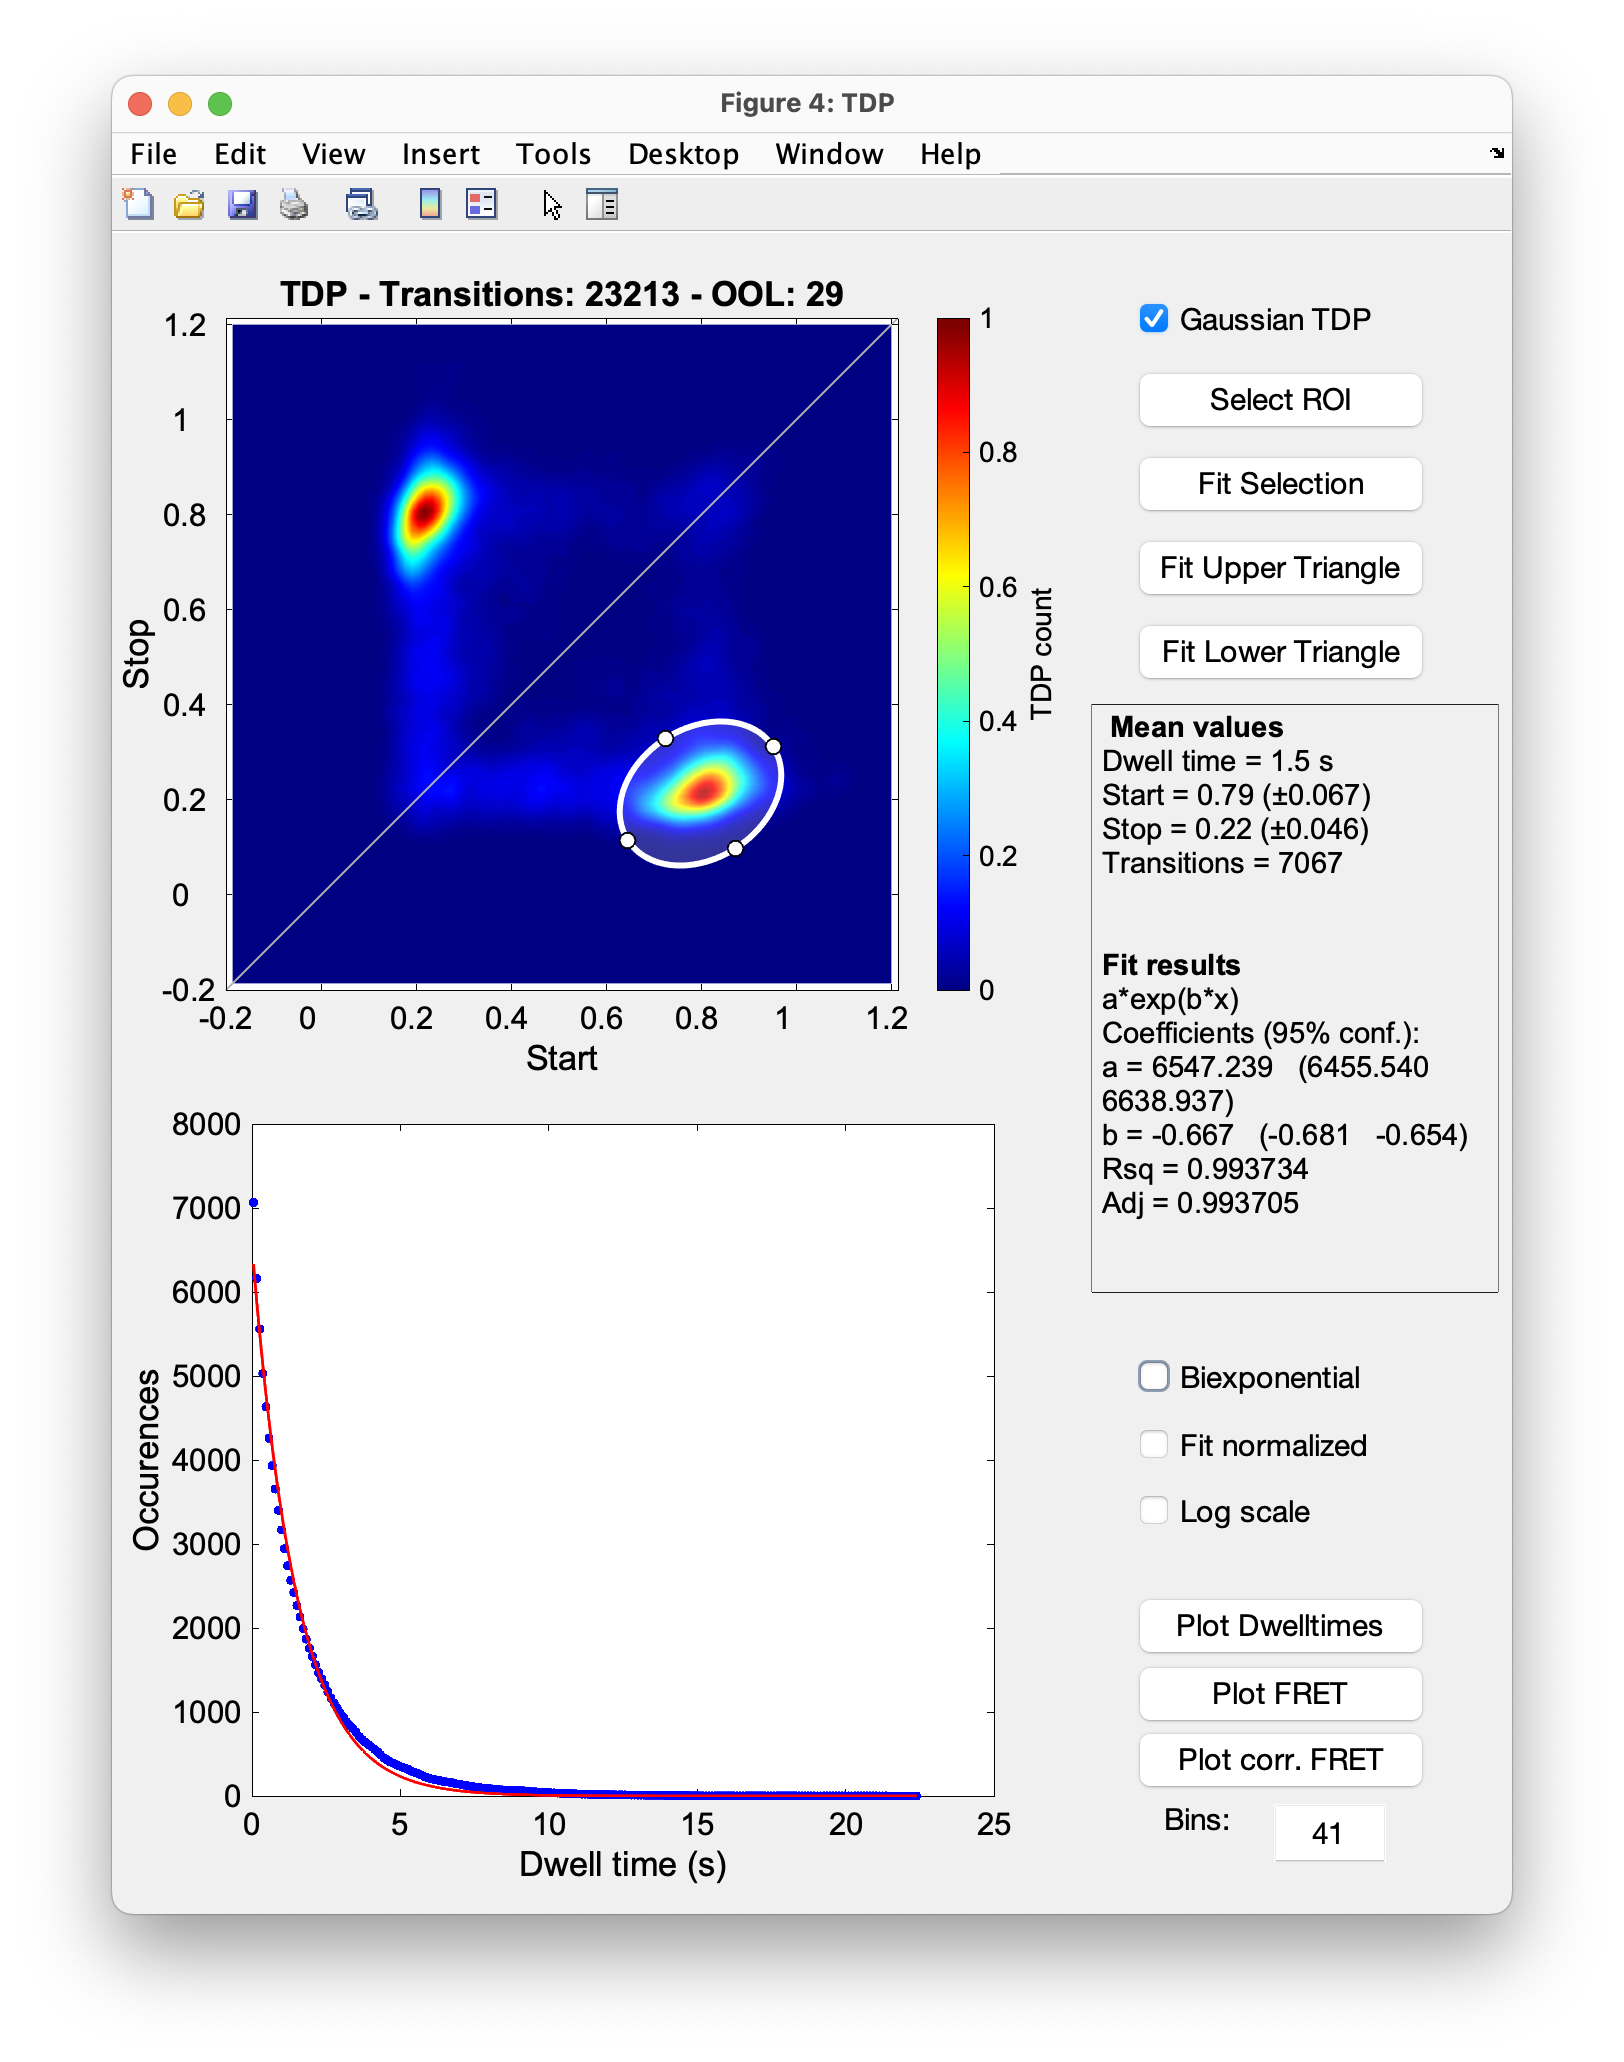 Figure 4: TDP
File Edit View Insert Tools Desktop Window Help
TDP - Transitions: 23213 - OOL: 29
1.2
1
0.8
0.6
0.4
0.2
0
-0.2
Stop
-0.2 0 0.2 0.4 0.6 0.8 1 1.2
Start
1
0.8
0.6
0.4
0.2
0
TDP count
Gaussian TDP
Select ROI
Fit Selection
Fit Upper Triangle
Fit Lower Triangle
Mean values
Dwell time = 1.5 s
Start = 0.79 (±0.067)
Stop = 0.22 (±0.046)
Transitions = 7067
Fit results
a*exp(b*x)
Coefficients (95% conf.):
a = 6547.239 (6455.540
6638.937)
b = -0.667 (-0.681 -0.654)
Rsq = 0.993734
Adj = 0.993705
8000
7000
6000
5000
4000
3000
2000
1000
0
Occurences
0 5 10 15 20 25
Dwell time (s)
Biexponential
Fit normalized
Log scale
Plot Dwelltimes
Plot FRET
Plot corr. FRET
Bins: 41